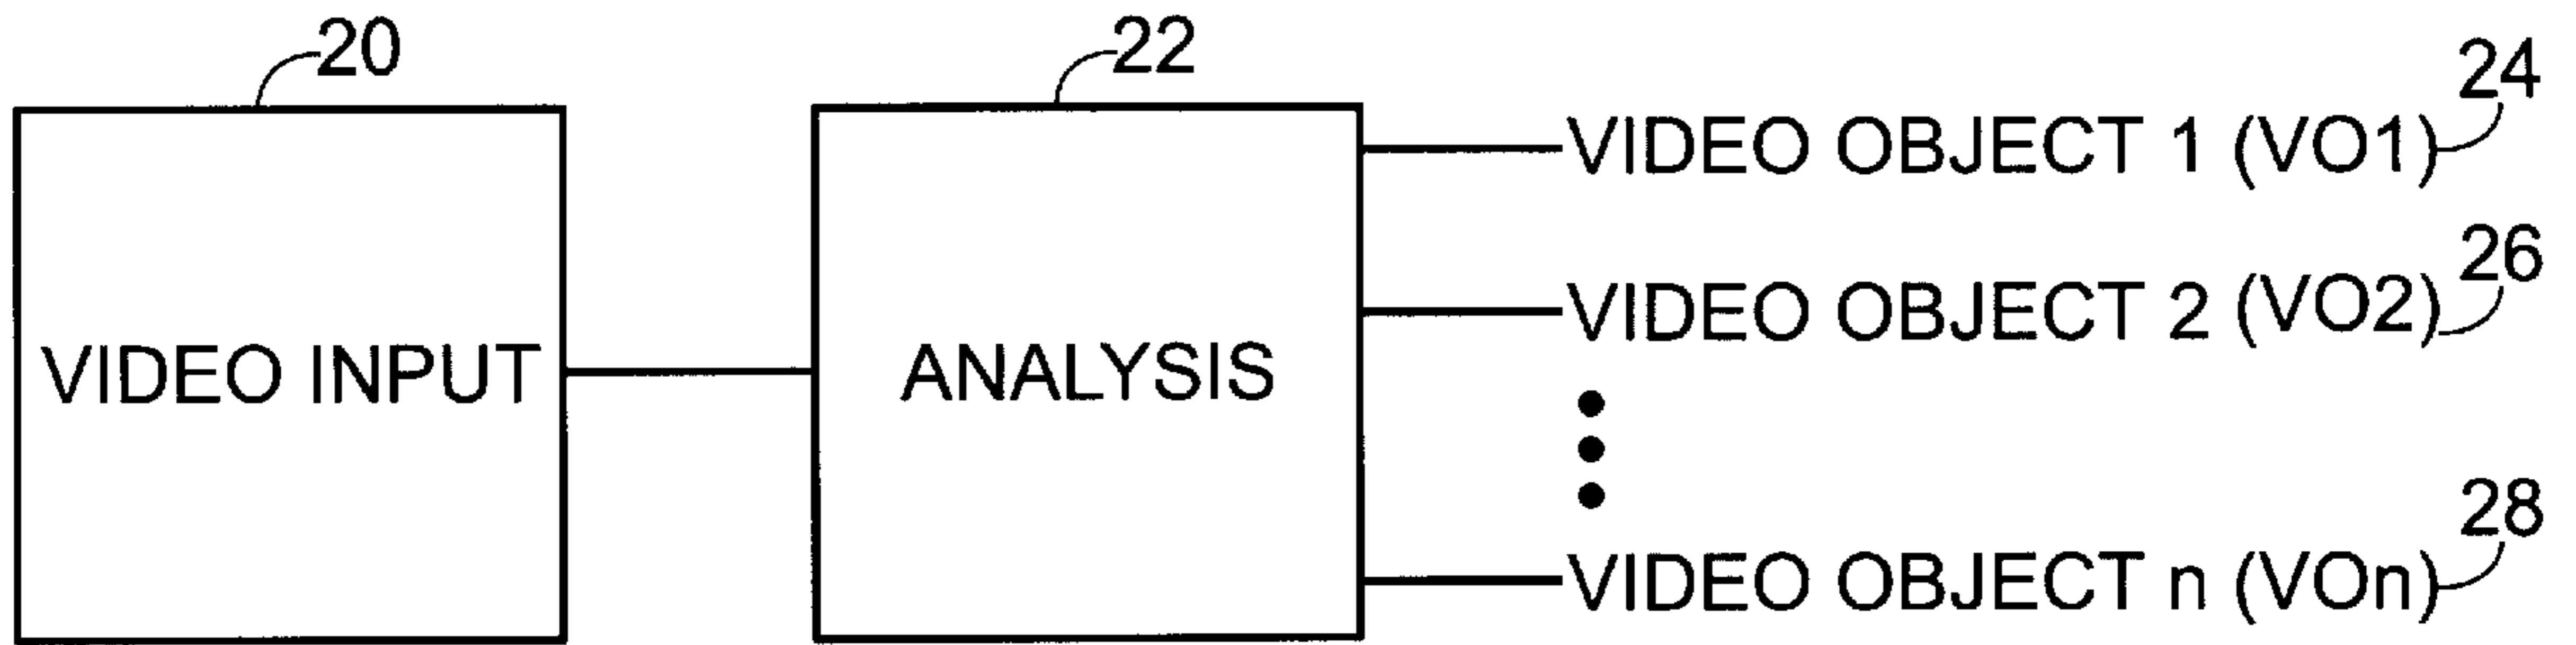 20
22
24
VIDEO OBJECT 1 (VO1)
26
VIDEO OBJECT 2 (VO2)
VIDEO INPUT
ANALYSIS
28
VIDEO OBJECT n (VOn)